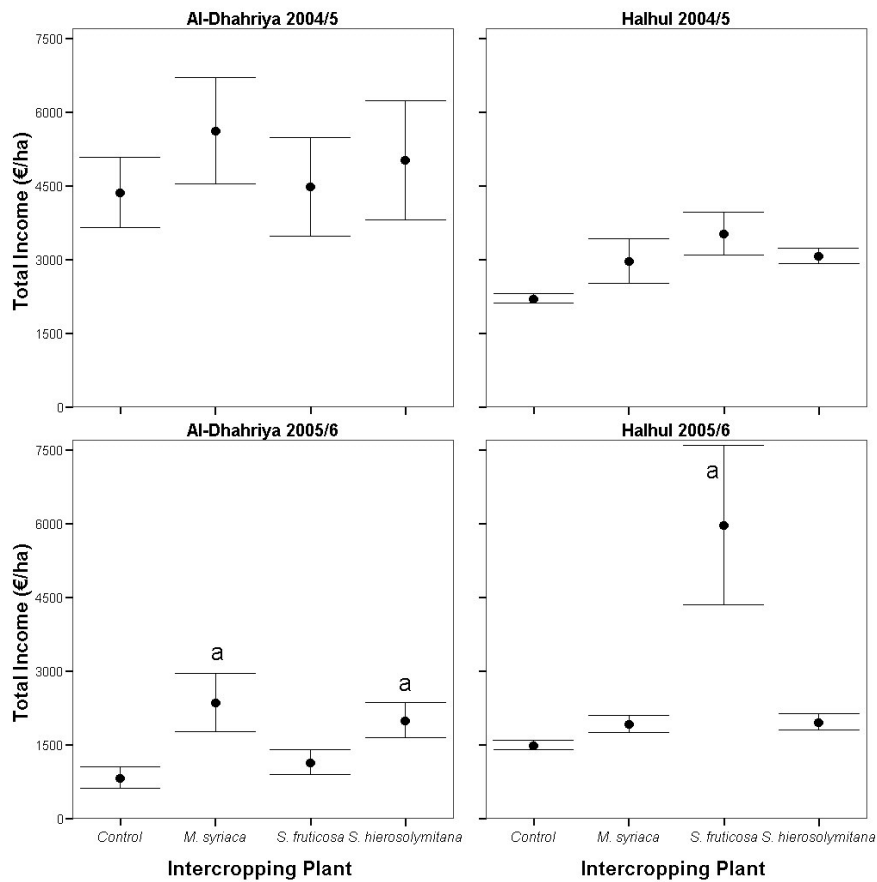 Al-Dhahriya 2004/5
Halhul 2004/5
7500
6000
4500
3000
1500
0
Total Income (€/ha)
Al-Dhahriya 2005/6
Halhul 2005/6
7500
6000
4500
3000
1500
0
Total Income (€/ha)
a
a
a
Control M. syriaca S. fruticosa S. hierosolymitana
Control M. syriaca S. fruticosa S. hierosolymitana
Intercropping Plant
Intercropping Plant